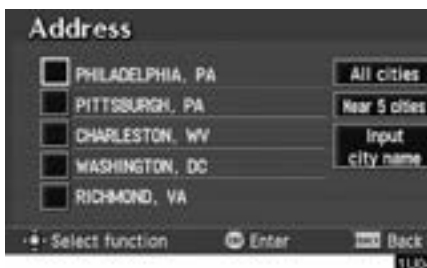 Address
PHILADELPHIA, PA
All cities
PITTSBURGH, PA
Near 5 cities
CHARLESTON, WV
Input
city name
WASHINGTON, DC
RICHMOND, VA
Select function
Enter
Back